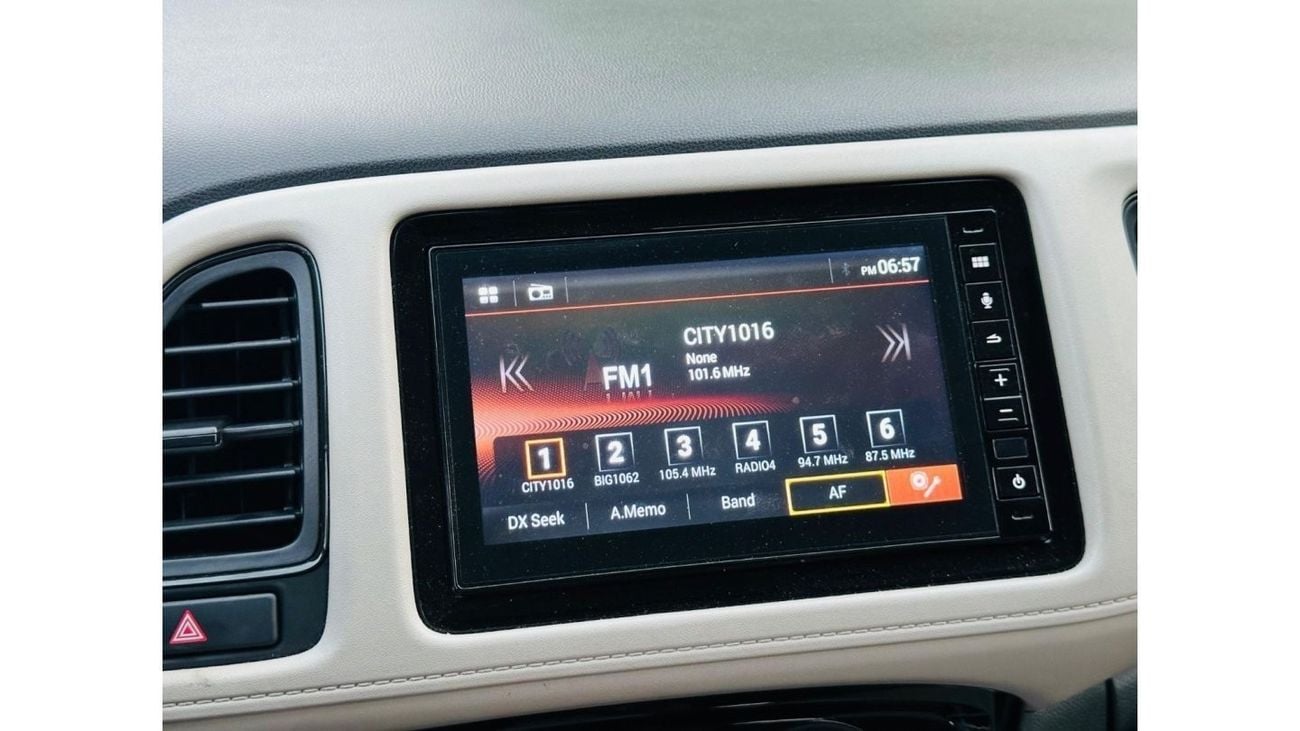 PM 06:57
CITY1016
None
101.6 MHz
FM1
1 2 3 4 5 6
CITY1016 BIG1062 105.4 MHz RADIO4 94.7 MHz 87.5 MHz
DX Seek A.Memo Band AF